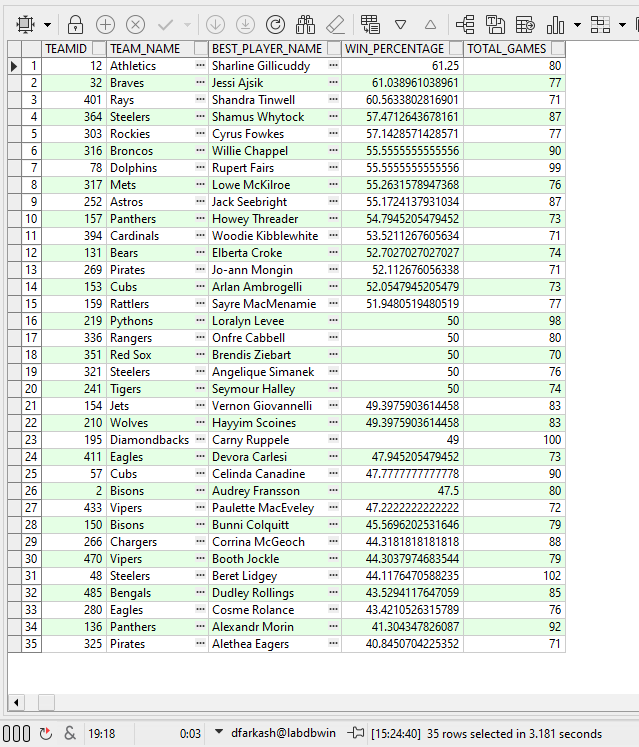 TEAMID TEAM_NAME BEST_PLAYER_NAME WIN_PERCENTAGE TOTAL_GAMES
1 12 Athletics ... Sharline Gillicuddy ... 61.25 80
2 32 Braves ... Jessi Ajsik ... 61.038961038961 77
3 401 Rays ... Shandra Tinwell ... 60.5633802816901 71
4 364 Steelers ... Shamus Whytock ... 57.4712643678161 87
5 303 Rockies ... Cyrus Fowkes ... 57.1428571428571 77
6 316 Broncos ... Willie Chappel ... 55.5555555555556 90
7 78 Dolphins ... Rupert Fairs ... 55.5555555555556 99
8 317 Mets ... Lowe McKilroe ... 55.2631578947368 76
9 252 Astros ... Jack Seebright ... 55.1724137931034 87
10 157 Panthers ... Howey Threader ... 54.7945205479452 73
11 394 Cardinals ... Woodie Kibblewhite ... 53.5211267605634 71
12 131 Bears ... Elberta Croke ... 52.7027027027027 74
13 269 Pirates ... Jo-ann Mongin ... 52.112676056338 71
14 153 Cubs ... Arlan Ambrogelli ... 52.0547945205479 73
15 159 Rattlers ... Sayre MacMenamie ... 51.9480519480519 77
16 219 Pythons ... Loralyn Levee ... 50 98
17 336 Rangers ... Onfre Cabbell ... 50 80
18 351 Red Sox ... Brendis Ziebart ... 50 70
19 321 Steelers ... Angelique Simanek ... 50 76
20 241 Tigers ... Seymour Halley ... 50 74
21 154 Jets ... Vernon Giovannelli ... 49.3975903614458 83
22 210 Wolves ... Hayyim Scoines ... 49.3975903614458 83
23 195 Diamondbacks ... Carny Ruppele ... 49 100
24 411 Eagles ... Devora Carlesi ... 47.945205479452 73
25 57 Cubs ... Celinda Canadine ... 47.7777777777778 90
26 2 Bisons ... Audrey Fransson ... 47.5 80
27 433 Vipers ... Paulette MacEveley ... 47.2222222222222 72
28 150 Bisons ... Bunni Colquitt ... 45.5696202531646 79
29 266 Chargers ... Corrina McGeoch ... 44.3181818181818 88
30 470 Vipers ... Booth Jockle ... 44.3037974683544 79
31 48 Steelers ... Beret Lidgey ... 44.1176470588235 102
32 485 Bengals ... Dudley Rollings ... 43.5294117647059 85
33 280 Eagles ... Cosme Rolance ... 43.4210526315789 76
34 136 Panthers ... Alexandr Morin ... 41.304347826087 92
35 325 Pirates ... Alethea Eagers ... 40.8450704225352 71
& 19:18 0:03 dfarkash@labdbwin [15:24:40] 35 rows selected in 3.181 seconds